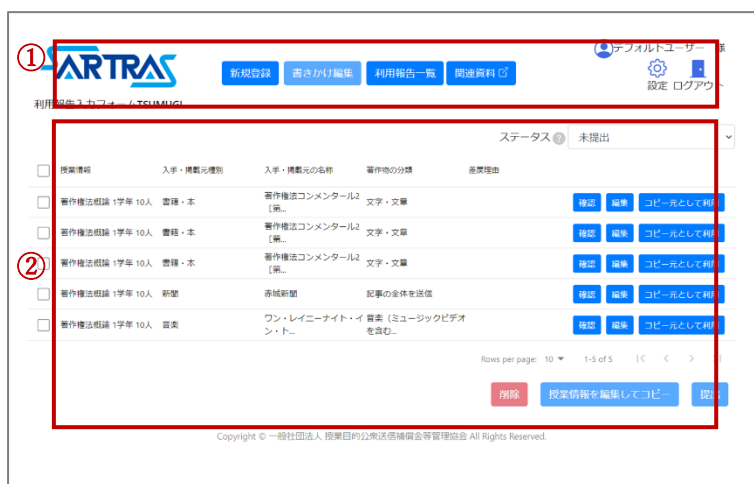 ①
SARTRAS
新規登録 書きかけ編集 利用報告一覧 関連資料
デフォルトユーザー 様
設定 ログアウト
利用報告入力フォームTSUMUGI
ステータス ? 未提出
授業情報 入手・掲載元種別 入手・掲載元の名称 著作物の分類 差戻理由
著作権法概論 1学年 10人 書籍・本 著作権法コンメンタール2
［第... 文字・文章 確認 編集 コピー元として利用
著作権法概論 1学年 10人 書籍・本 著作権法コンメンタール2
［第... 文字・文章 確認 編集 コピー元として利用
②
著作権法概論 1学年 10人 書籍・本 著作権法コンメンタール2
［第... 文字・文章 確認 編集 コピー元として利用
著作権法概論 1学年 10人 新聞 赤城新聞 記事の全体を送信 確認 編集 コピー元として利用
著作権法概論 1学年 10人 音楽 ワン・レイニーナイト・イ
ン・ト... 音楽（ミュージックビデオ
を含む... 確認 編集 コピー元として利用
Rows per page: 10 1-5 of 5
削除 授業情報を編集してコピー 提出
Copyright © 一般社団法人 授業目的公衆送信補償金等管理協会 All Rights Reserved.